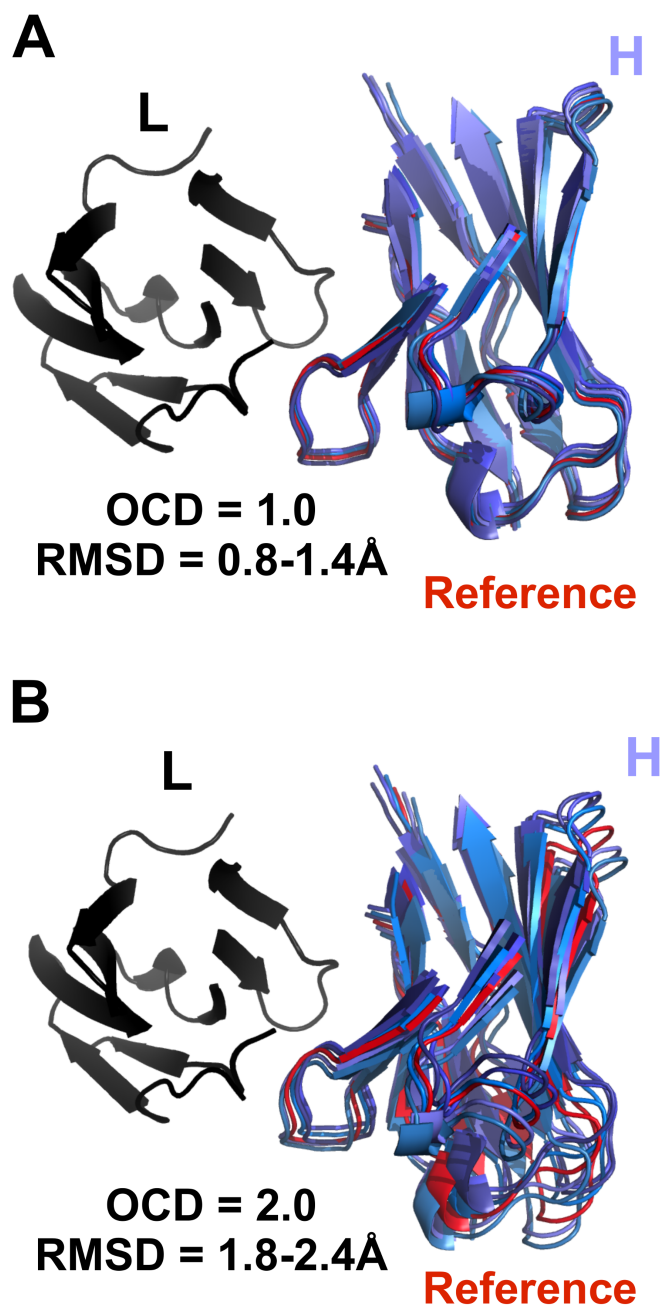 A
H
L
OCD = 1.0
RMSD = 0.8-1.4Å
Reference
B
H
L
OCD = 2.0
RMSD = 1.8-2.4Å
Reference